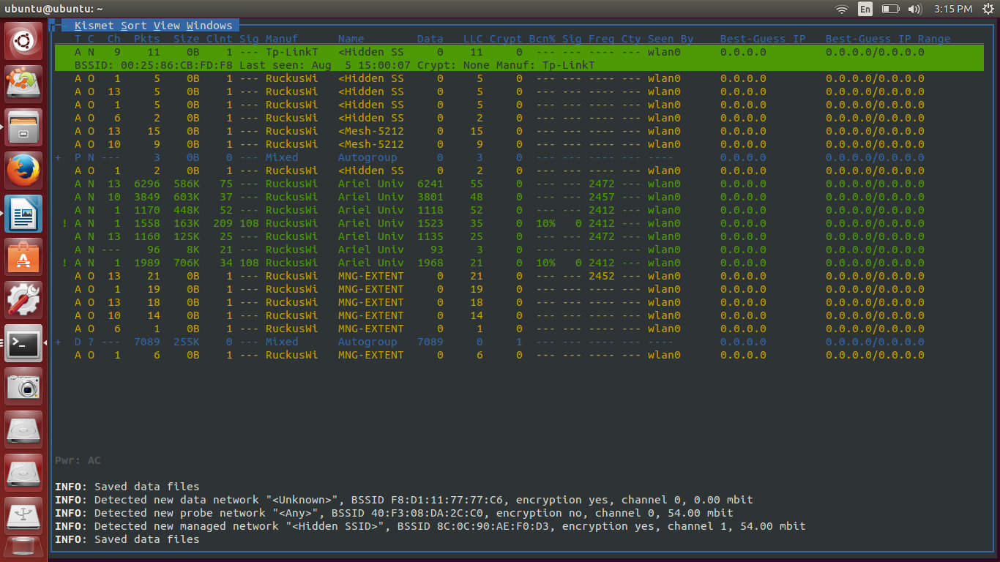 ubuntu@ubuntu: ~ En 3:15 PM
Kismet Sort View Windows
T C Ch Pkts Size Clnt Sig Manuf Name Data LLC Crypt Bcn% Sig Freq Cty Seen By Best-Guess IP Best-Guess IP Range
A N 9 11 0B 1 --- Tp-LinkT <Hidden SS 0 11 0 --- --- ---- --- wlan0 0.0.0.0 0.0.0.0/0.0.0.0
BSSID: 00:25:86:CB:FD:F8 Last seen: Aug  5 15:00:07 Crypt: None Manuf: Tp-LinkT
A O 1 5 0B 1 --- RuckusWi <Hidden SS 0 5 0 --- --- ---- --- wlan0 0.0.0.0 0.0.0.0/0.0.0.0
A O 13 5 0B 1 --- RuckusWi <Hidden SS 0 5 0 --- --- ---- --- wlan0 0.0.0.0 0.0.0.0/0.0.0.0
A O 1 5 0B 1 --- RuckusWi <Hidden SS 0 5 0 --- --- ---- --- wlan0 0.0.0.0 0.0.0.0/0.0.0.0
A O 6 2 0B 1 --- RuckusWi <Hidden SS 0 2 0 --- --- ---- --- wlan0 0.0.0.0 0.0.0.0/0.0.0.0
A O 13 15 0B 1 --- RuckusWi <Mesh-5212 0 15 0 --- --- ---- --- wlan0 0.0.0.0 0.0.0.0/0.0.0.0
A O 10 9 0B 1 --- RuckusWi <Mesh-5212 0 9 0 --- --- ---- --- wlan0 0.0.0.0 0.0.0.0/0.0.0.0
+ P N --- 3 0B 0 --- Mixed Autogroup 0 3 0 --- --- ---- --- ---- 0.0.0.0 0.0.0.0/0.0.0.0
A O 1 2 0B 1 --- RuckusWi <Hidden SS 0 2 0 --- --- ---- --- wlan0 0.0.0.0 0.0.0.0/0.0.0.0
A N 13 6296 586K 75 --- RuckusWi Ariel Univ 6241 55 0 --- --- 2472 --- wlan0 0.0.0.0 0.0.0.0/0.0.0.0
A N 10 3849 603K 37 --- RuckusWi Ariel Univ 3801 48 0 --- --- 2457 --- wlan0 0.0.0.0 0.0.0.0/0.0.0.0
A N 1 1170 448K 52 --- RuckusWi Ariel Univ 1118 52 0 --- --- 2412 --- wlan0 0.0.0.0 0.0.0.0/0.0.0.0
! A N 1 1558 163K 209 108 RuckusWi Ariel Univ 1523 35 0 10% 0 2412 --- wlan0 0.0.0.0 0.0.0.0/0.0.0.0
A N 13 1160 125K 25 --- RuckusWi Ariel Univ 1135 25 0 --- --- 2472 --- wlan0 0.0.0.0 0.0.0.0/0.0.0.0
A N --- 96 8K 21 --- RuckusWi Ariel Univ 93 3 0 --- --- ---- --- wlan0 0.0.0.0 0.0.0.0/0.0.0.0
! A N 1 1989 706K 34 108 RuckusWi Ariel Univ 1968 21 0 10% 0 2412 --- wlan0 0.0.0.0 0.0.0.0/0.0.0.0
A O 13 21 0B 1 --- RuckusWi MNG-EXTENT 0 21 0 --- --- 2452 --- wlan0 0.0.0.0 0.0.0.0/0.0.0.0
A O 1 19 0B 1 --- RuckusWi MNG-EXTENT 0 19 0 --- --- ---- --- wlan0 0.0.0.0 0.0.0.0/0.0.0.0
A O 13 18 0B 1 --- RuckusWi MNG-EXTENT 0 18 0 --- --- ---- --- wlan0 0.0.0.0 0.0.0.0/0.0.0.0
A O 10 14 0B 1 --- RuckusWi MNG-EXTENT 0 14 0 --- --- ---- --- wlan0 0.0.0.0 0.0.0.0/0.0.0.0
A O 6 1 0B 1 --- RuckusWi MNG-EXTENT 0 1 0 --- --- ---- --- wlan0 0.0.0.0 0.0.0.0/0.0.0.0
+ D ? --- 7089 255K 0 --- Mixed Autogroup 7089 0 1 --- --- ---- --- ---- 0.0.0.0 0.0.0.0/0.0.0.0
A O 1 6 0B 1 --- RuckusWi MNG-EXTENT 0 6 0 --- --- ---- --- wlan0 0.0.0.0 0.0.0.0/0.0.0.0
Pwr: AC
INFO: Saved data files
INFO: Detected new data network "<Unknown>", BSSID F8:D1:11:77:77:C6, encryption yes, channel 0, 0.00 mbit
INFO: Detected new probe network "<Any>", BSSID 40:F3:08:DA:2C:C0, encryption no, channel 0, 54.00 mbit
INFO: Detected new managed network "<Hidden SSID>", BSSID 8C:0C:90:AE:F0:D3, encryption yes, channel 1, 54.00 mbit
INFO: Saved data files